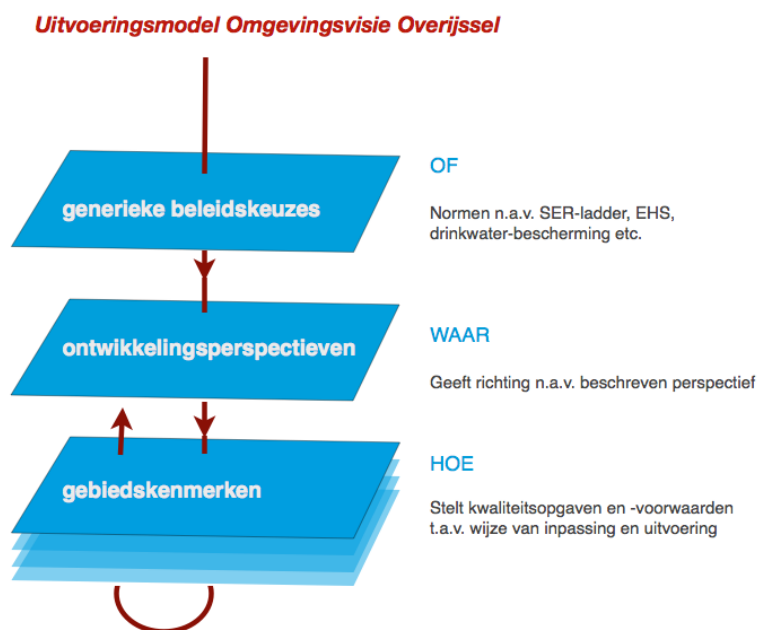 Uitvoeringsmodel Omgevingsvisie Overijssel
generieke beleidskeuzes
OF
Normen n.a.v. SER-ladder, EHS,
drinkwater-bescherming etc.
ontwikkelingsperspectieven
WAAR
Geeft richting n.a.v. beschreven perspectief
gebiedskenmerken
HOE
Stelt kwaliteitsopgaven en -voorwaarden
t.a.v. wijze van inpassing en uitvoering